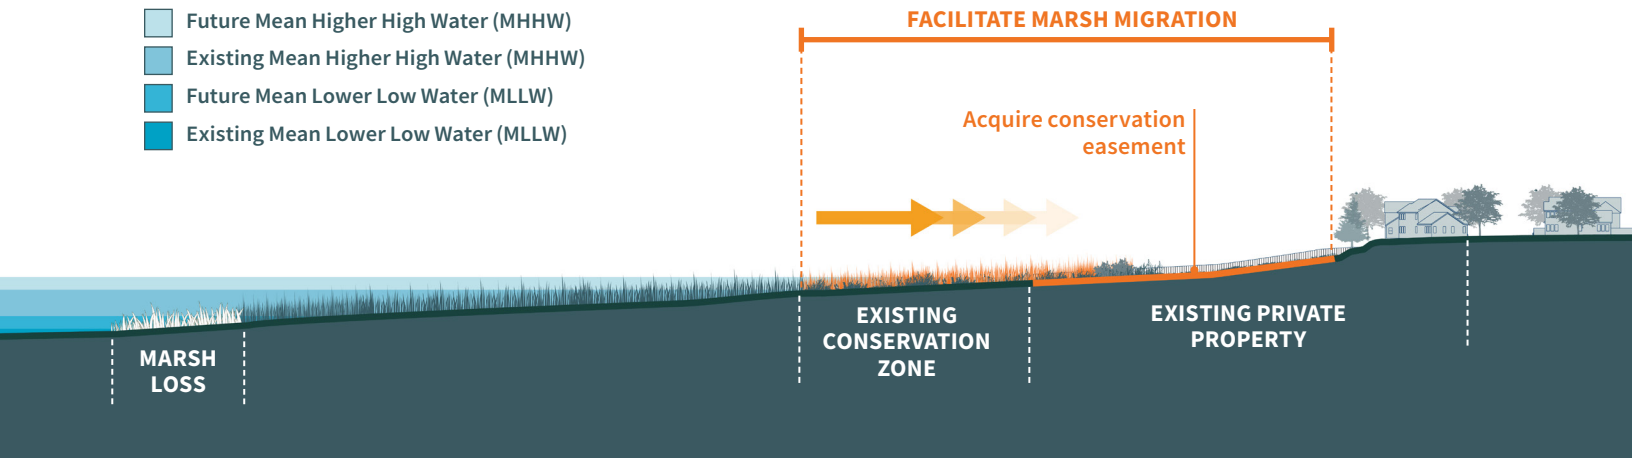 Future Mean Higher High Water (MHHW)
Existing Mean Higher High Water (MHHW)
Future Mean Lower Low Water (MLLW)
Existing Mean Lower Low Water (MLLW)
FACILITATE MARSH MIGRATION
Acquire conservation
easement
MARSH
LOSS
EXISTING
CONSERVATION
ZONE
EXISTING PRIVATE
PROPERTY